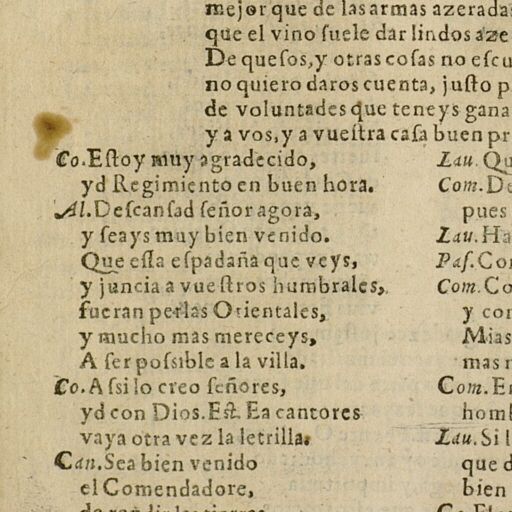 mejor que de las armas azerada
que el vino ſuele dar lindos aze
De queſos, y otras coſas no eſcu
no quiero daros cuenta, juſto p
de voluntades que teneys gana
y a vos, y a vueſtra caſa buen pr
Co. Eſtoy muy agradecido,
yd Regimiento en buen hora.
Al. Deſcanſad ſeñor agora,
y ſeays muy bien venido.
Que eſta eſpadaña que veys,
y juncia a vueſtros humbrales,
fueran perlas Orientales,
y mucho mas mereceys,
A ſer poſsible a la villa.
Co. Aſsi lo creo ſeñores,
yd con Dios. Eſt. Ea cantores
vaya otra vez la letrilla.
Can. Sea bien venido
el Comendadore,
Lau. Qu
Com. De
pues
Lau. Ha
Paſ. Con
Com. Co
y con
Mias
mas n
Com. En
homb
Lau. Si l
que d
bien